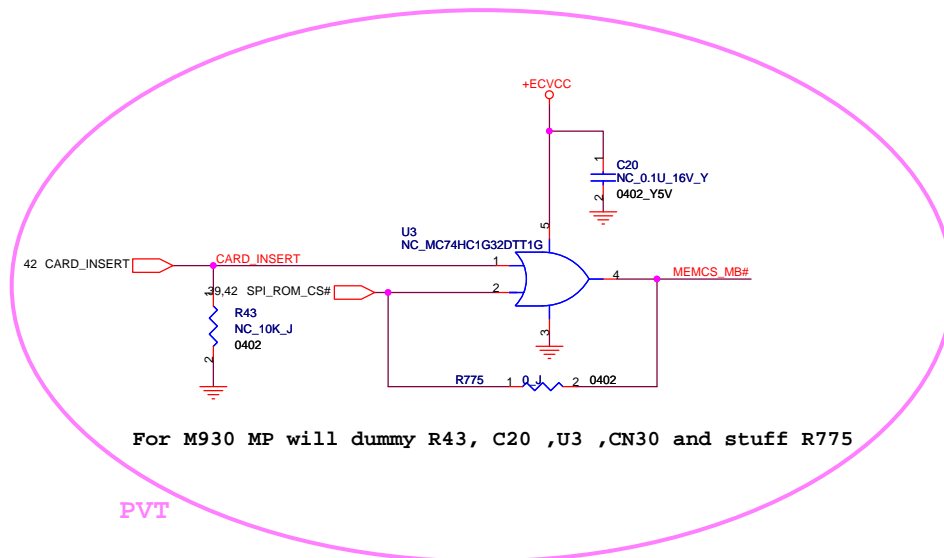 +ECVCC
1
C20
NC_0.1U_16V_Y
2
0402_Y5V
5
U3
NC_MC74HC1G32DTT1G
42 CARD_INSERT
CARD_INSERT
1
4
MEMCS_MB#
1
39,42 SPI_ROM_CS#
2
R43
NC_10K_J
0402
2
3
R775
1
0_J
2
0402
For M930 MP will dummy R43, C20 ,U3 ,CN30 and stuff R775
PVT